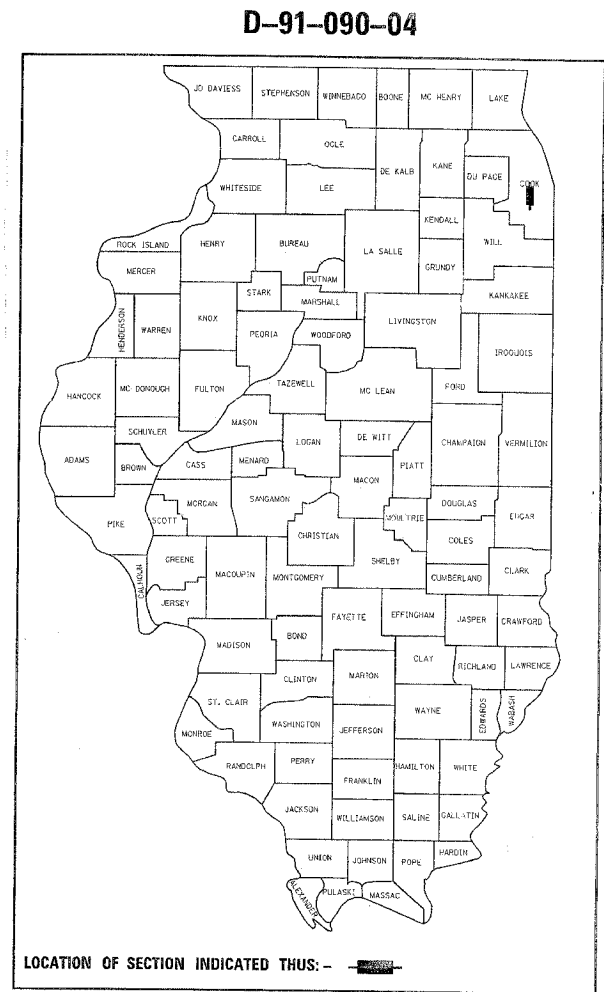 D-91-090-04
JO DAVIESS STEPHENSON WINNEBAGO BOONE MC HENRY LAKE
CARROLL OGLE DE KALB KANE DU PAGE COOK
WHITESIDE LEE
KENDALL WILL
ROCK ISLAND HENRY BUREAU LA SALLE GRUNDY
MERCER PUTNAM
STARK MARSHALL KANKAKEE
HENDERSON WARREN KNOX PEORIA WOODFORD LIVINGSTON IROQUOIS
HANCOCK MC DONOUGH FULTON TAZEWELL MC LEAN FORD
MASON
SCHUYLER LOGAN DE WITT CHAMPAIGN VERMILION
ADAMS BROWN CASS MENARD PIATT
MACON
MORGAN SANGAMON DOUGLAS
PIKE SCOTT CHRISTIAN MOULTRIE EDGAR
COLES
GREENE MACOUPIN SHELBY CLARK
CALHOUN MONTGOMERY CUMBERLAND
JERSEY FAYETTE EFFINGHAM JASPER CRAWFORD
MADISON BOND
CLAY RICHLAND LAWRENCE
CLINTON MARION
ST. CLAIR WAYNE EDWARDS WABASH
WASHINGTON JEFFERSON
MONROE
RANDOLPH PERRY HAMILTON WHITE
FRANKLIN
JACKSON WILLIAMSON SALINE GALLATIN
UNION JOHNSON POPE HARDIN
ALEXANDER PULASKI MASSAC
LOCATION OF SECTION INDICATED THUS: -